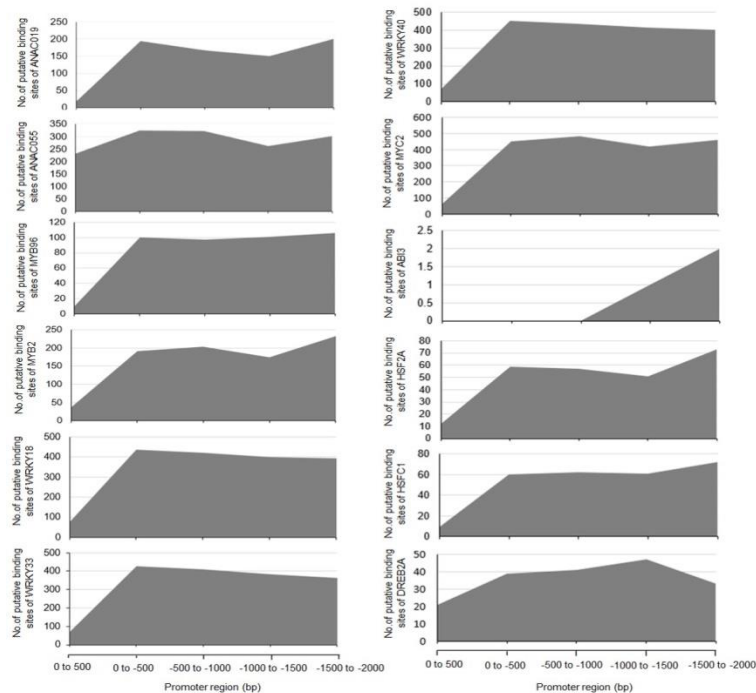 No.of putative binding
sites of ANAC019
250
200
150
100
50
0
No.of putative binding
sites of ANAC055
350
300
250
200
150
100
50
0
No.of putative binding
sites of MYB96
120
100
80
60
40
20
0
No.of putative binding
sites of MYB2
250
200
150
100
50
0
No.of putative binding
sites of WRKY18
500
400
300
200
100
0
No.of putative binding
sites of WRKY33
500
400
300
200
100
0
0 to 500 0 to -500 -500 to -1000 -1000 to -1500 -1500 to -2000
Promoter region (bp)
No.of putative binding
sites of WRKY40
500
400
300
200
100
0
No.of putative binding
sites of MYC2
600
500
400
300
200
100
0
No.of putative binding
sites of ABI3
2.5
2
1.5
1
0.5
0
No.of putative binding
sites of HSF2A
80
70
60
50
40
30
20
10
0
No.of putative binding
sites of HSFC1
80
60
40
20
0
No.of putative binding
sites of DREB2A
50
40
30
20
10
0
0 to 500 0 to -500 -500 to -1000 -1000 to -1500 -1500 to -2000
Promoter region (bp)